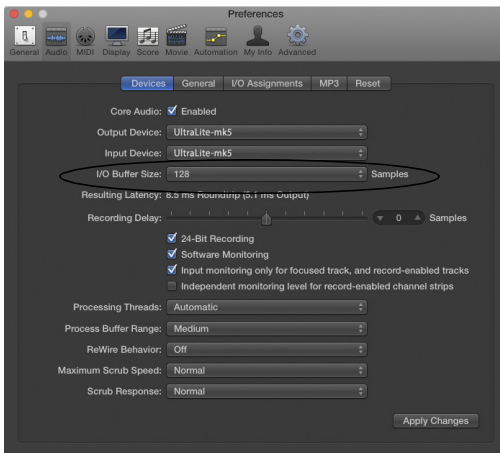 Preferences
General Audio MIDI Display Score Movie Automation My Info Advanced
Devices General I/O Assignments MP3 Reset
Core Audio: Enabled
Output Device: UltraLite-mk5
Input Device: UltraLite-mk5
I/O Buffer Size: 128 Samples
Resulting Latency: 8.5 ms Roundtrip (5.1 ms Output)
Recording Delay: 0 Samples
24-Bit Recording
Software Monitoring
Input monitoring only for focused track, and record-enabled tracks
Independent monitoring level for record-enabled channel strips
Processing Threads: Automatic
Process Buffer Range: Medium
ReWire Behavior: Off
Maximum Scrub Speed: Normal
Scrub Response: Normal
Apply Changes